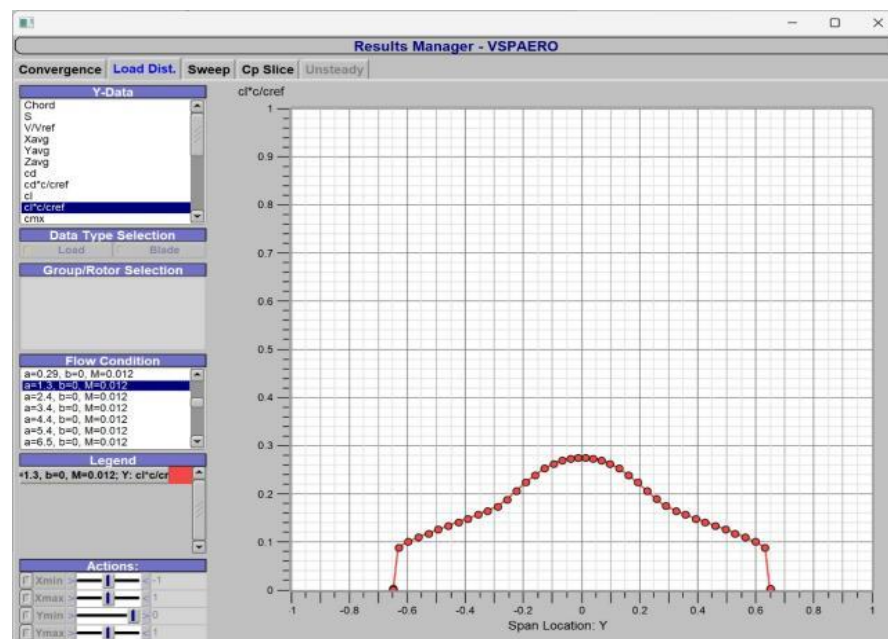 Results Manager - VSPAERO
Convergence Load Dist. Sweep Cp Slice Unsteady
Y-Data
Chord
S
V/Vref
Xavg
Yavg
Zavg
cd
cd*c/cref
cl
cl*c/cref
cmx
Data Type Selection
Load Blade
Group/Rotor Selection
Flow Condition
a=0.29, b=0, M=0.012
a=1.3, b=0, M=0.012
a=2.4, b=0, M=0.012
a=3.4, b=0, M=0.012
a=4.4, b=0, M=0.012
a=5.4, b=0, M=0.012
a=6.5, b=0, M=0.012
Legend
=1.3, b=0, M=0.012; Y: cl*c/cr
Actions:
Xmin > < -1
Xmax > < 1
Ymin > > 0
Ymax > < 1
cl*c/cref
1
0.9
0.8
0.7
0.6
0.5
0.4
0.3
0.2
0.1
0
-1 -0.8 -0.6 -0.4 -0.2 0 0.2 0.4 0.6 0.8 1
Span Location: Y